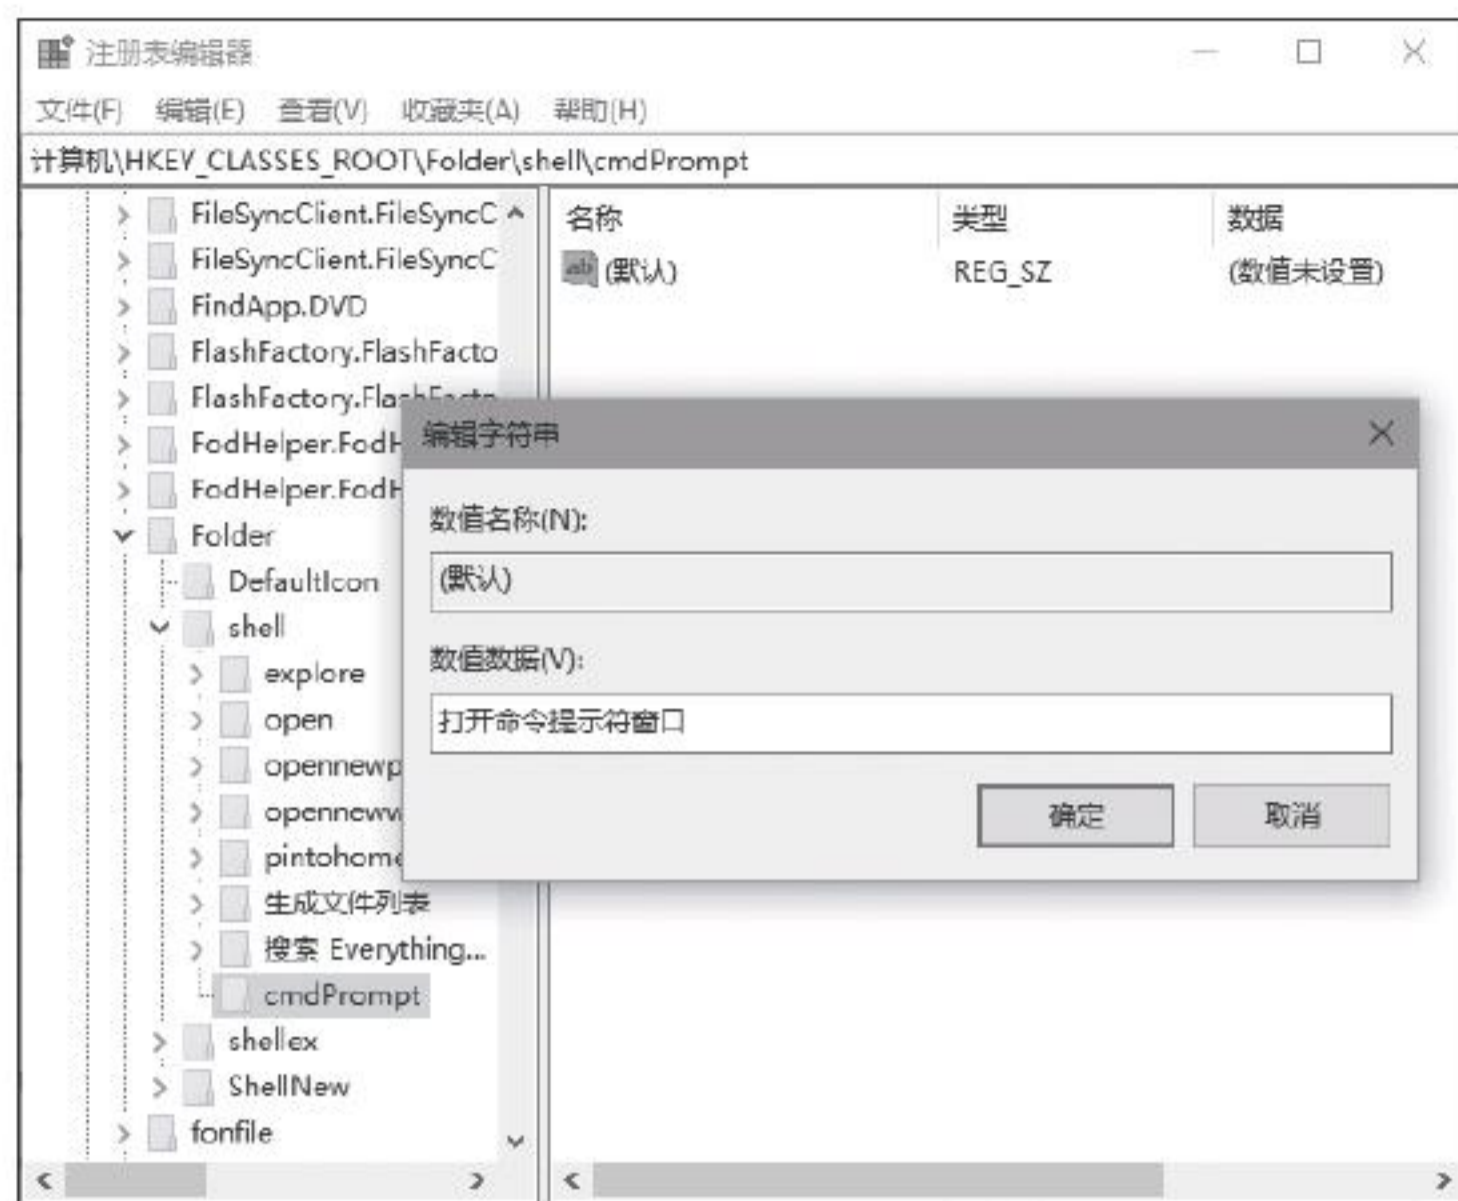 注册表编辑器
文件(F) 编辑(E) 查看(V) 收藏夹(A) 帮助(H)
计算机\HKEY_CLASSES_ROOT\Folder\shell\cmdPrompt
名称 类型 数据
(默认) REG_SZ (数值未设置)
FileSyncClient.FileSyncC
FileSyncClient.FileSyncC
FindApp.DVD
FlashFactory.FlashFacto
FlashFactory.FlashFacto
FodHelper.FodH
FodHelper.FodH
Folder
DefaultIcon
shell
explore
open
opennewp
openneww
pintohome
生成文件列表
搜索 Everything...
cmdPrompt
shellex
ShellNew
fonfile
编辑字符串
数值名称(N):
(默认)
数值数据(V):
打开命令提示符窗口
确定 取消